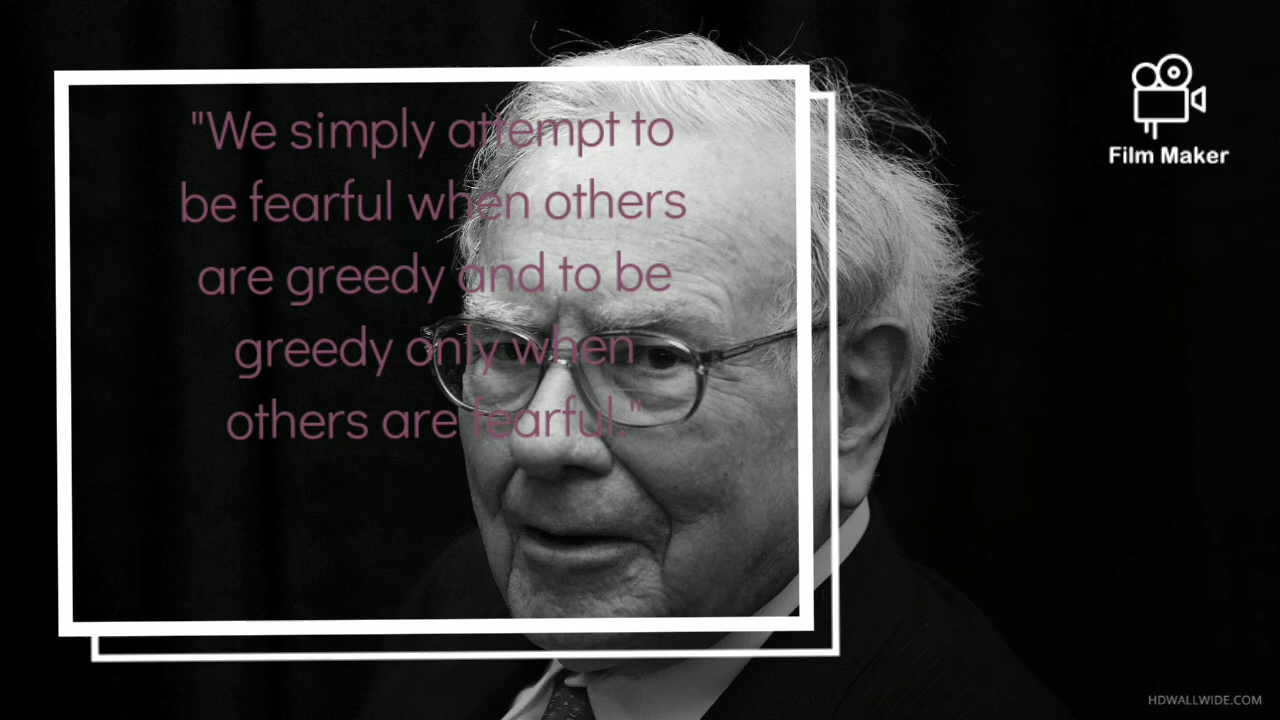 "We simply attempt to
be fearful when others
are greedy and to be
greedy only when
others are fearful."
Film Maker
HDWALLWIDE.COM